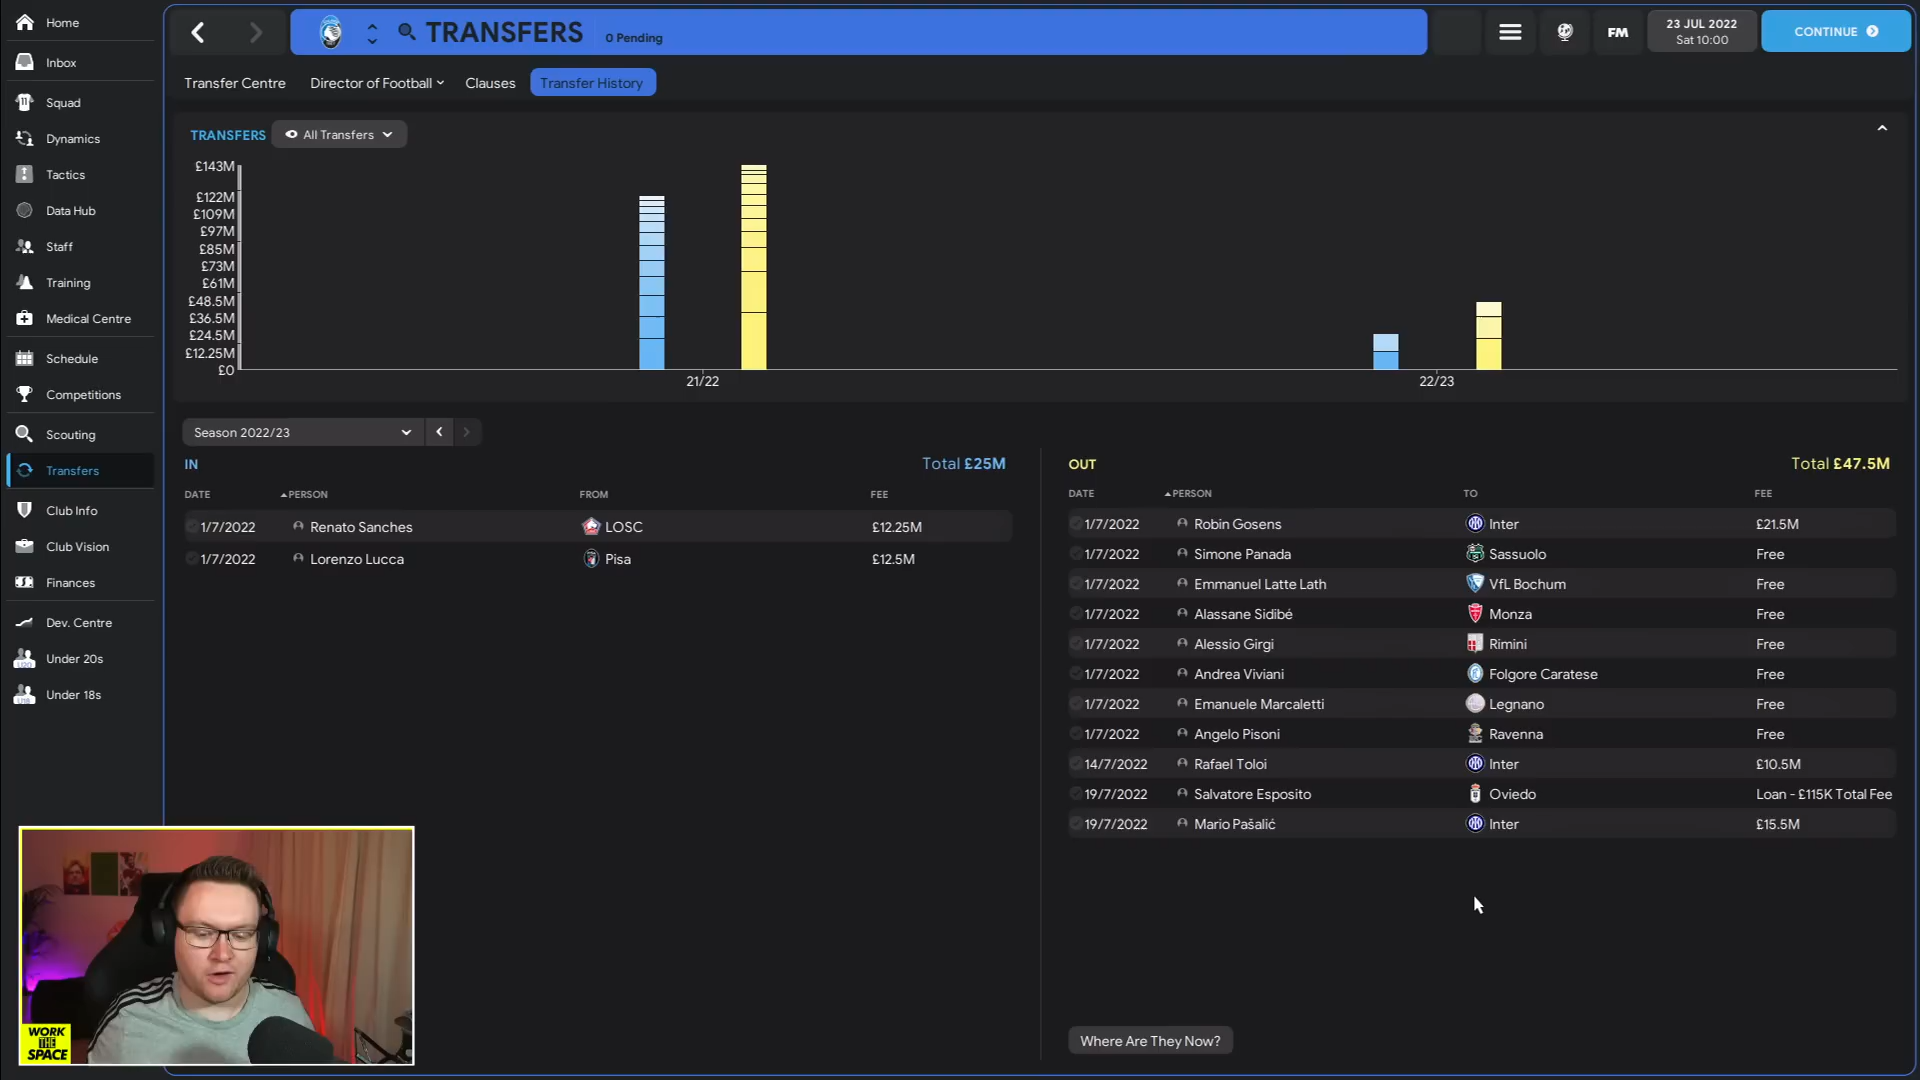 Home
Inbox
Squad
Dynamics
Tactics
Data Hub
Staff
Training
Medical Centre
Schedule
Competitions
Scouting
Transfers
Club Info
Club Vision
Finances
Dev. Centre
Under 20s
Under 18s
TRANSFERS 0 Pending
FM
23 JUL 2022
Sat 10:00
CONTINUE
Transfer Centre Director of Football Clauses Transfer History
TRANSFERS All Transfers
£143M
£122M
£109M
£97M
£85M
£73M
£61M
£48.5M
£36.5M
£24.5M
£12.25M
£0
21/22 22/23
Season 2022/23
IN Total £25M
DATE PERSON FROM FEE
1/7/2022 Renato Sanches LOSC £12.25M
1/7/2022 Lorenzo Lucca Pisa £12.5M
OUT Total £47.5M
DATE PERSON TO FEE
1/7/2022 Robin Gosens Inter £21.5M
1/7/2022 Simone Panada Sassuolo Free
1/7/2022 Emmanuel Latte Lath VfL Bochum Free
1/7/2022 Alassane Sidibé Monza Free
1/7/2022 Alessio Girgi Rimini Free
1/7/2022 Andrea Viviani Folgore Caratese Free
1/7/2022 Emanuele Marcaletti Legnano Free
1/7/2022 Angelo Pisoni Ravenna Free
14/7/2022 Rafael Toloi Inter £10.5M
19/7/2022 Salvatore Esposito Oviedo Loan - £115K Total Fee
19/7/2022 Mario Pašalić Inter £15.5M
Where Are They Now?
WORK
THE
SPACE